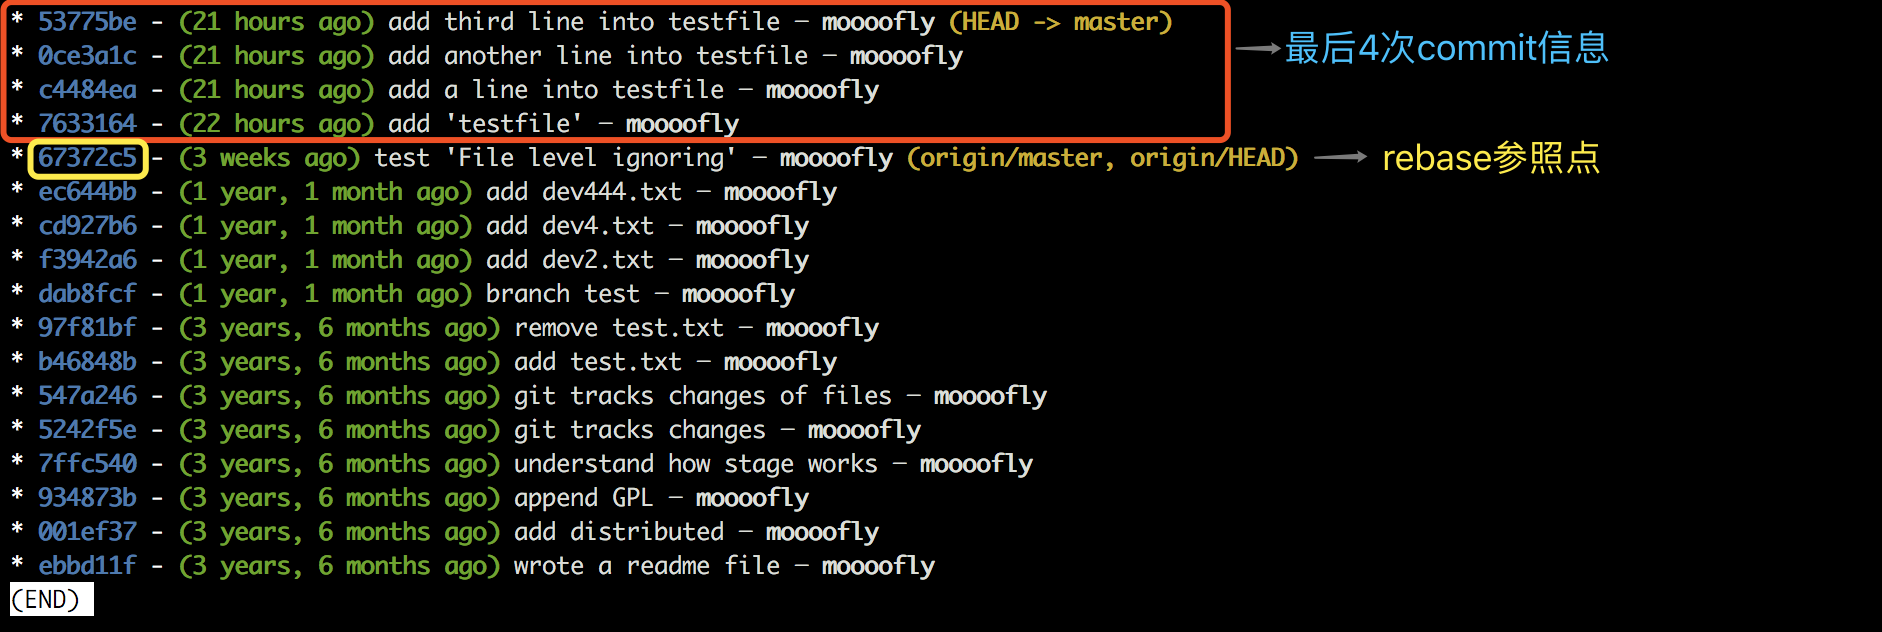 * 53775be - (21 hours ago) add third line into testfile — moooofly (HEAD -> master)
* 0ce3a1c - (21 hours ago) add another line into testfile — moooofly
最后4次commit信息
* c4484ea - (21 hours ago) add a line into testfile — moooofly
* 7633164 - (22 hours ago) add 'testfile' — moooofly
* 67372c5 - (3 weeks ago) test 'File level ignoring' — moooofly (origin/master, origin/HEAD)
rebase参照点
* ec644bb - (1 year, 1 month ago) add dev444.txt — moooofly
* cd927b6 - (1 year, 1 month ago) add dev4.txt — moooofly
* f3942a6 - (1 year, 1 month ago) add dev2.txt — moooofly
* dab8fcf - (1 year, 1 month ago) branch test — moooofly
* 97f81bf - (3 years, 6 months ago) remove test.txt — moooofly
* b46848b - (3 years, 6 months ago) add test.txt — moooofly
* 547a246 - (3 years, 6 months ago) git tracks changes of files — moooofly
* 5242f5e - (3 years, 6 months ago) git tracks changes — moooofly
* 7ffc540 - (3 years, 6 months ago) understand how stage works — moooofly
* 934873b - (3 years, 6 months ago) append GPL — moooofly
* 001ef37 - (3 years, 6 months ago) add distributed — moooofly
* ebbd11f - (3 years, 6 months ago) wrote a readme file — moooofly
(END)